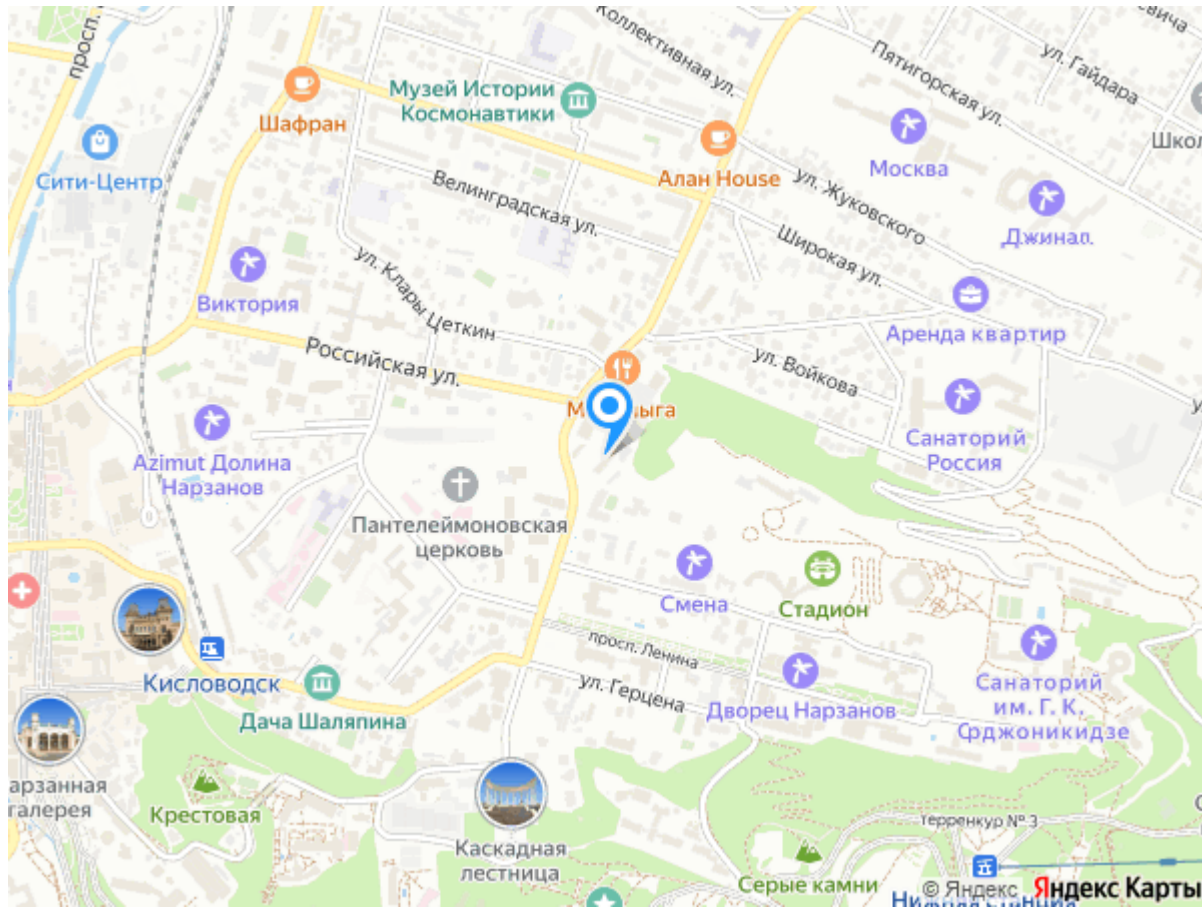 просп.
Коллективная ул.
Пятигорская ул.
ул. Гайдара
Музей Истории
Космонавтики
Шафран
Сити-Центр
Алан House
Москва
Велинградская ул.
ул. Жуковского
Джинал
Широкая ул.
Виктория
ул. Клары Цеткин
Аренда квартир
Российская ул.
ул. Войкова
Azimut Долина
Нарзанов
Санаторий
Россия
Пантелеймоновская
церковь
Смена
Стадион
просп. Ленина
Кисловодск
Дача Шаляпина
ул. Герцена
Дворец Нарзанов
Санаторий
им. Г. К.
Орджоникидзе
арзанная
галерея
Крестовая
Каскадная
лестница
Терренкур № 3
Серые камни
© Яндекс Яндекс Карты